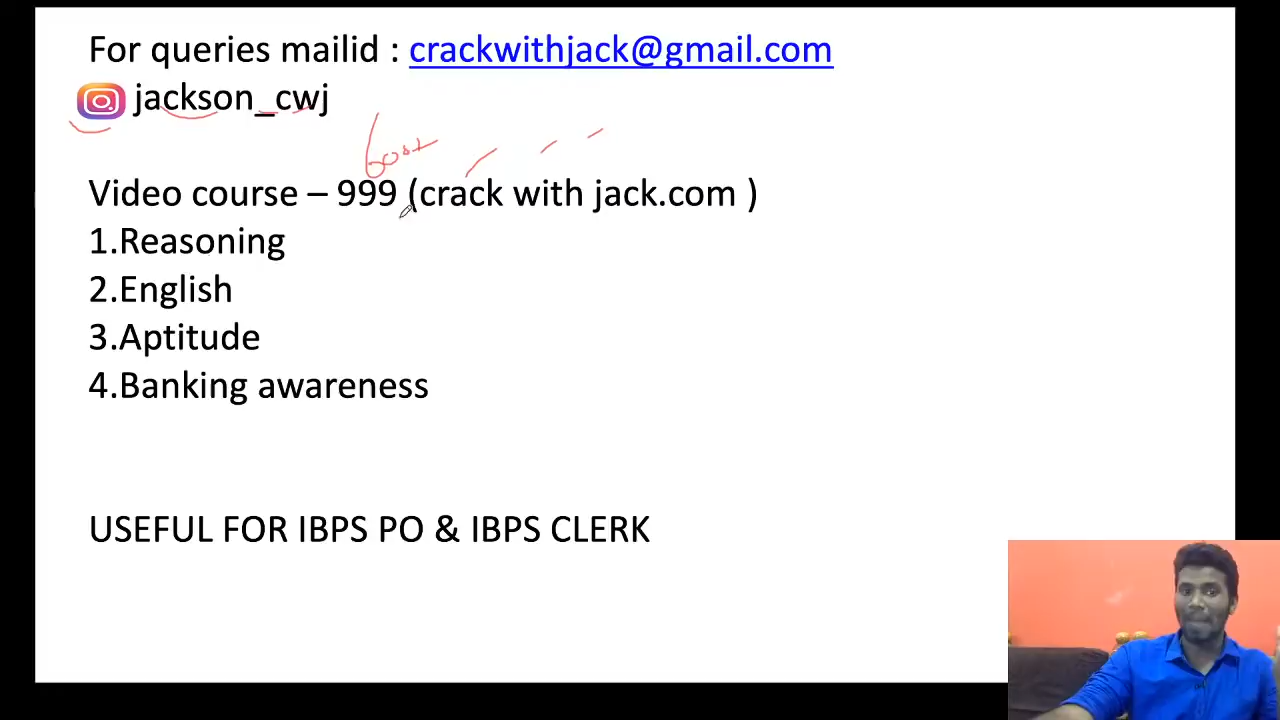 For queries mailid : crackwithjack@gmail.com
jackson_cwj
Video course – 999 (crack with jack.com )
1.Reasoning
2.English
3.Aptitude
4.Banking awareness
USEFUL FOR IBPS PO & IBPS CLERK